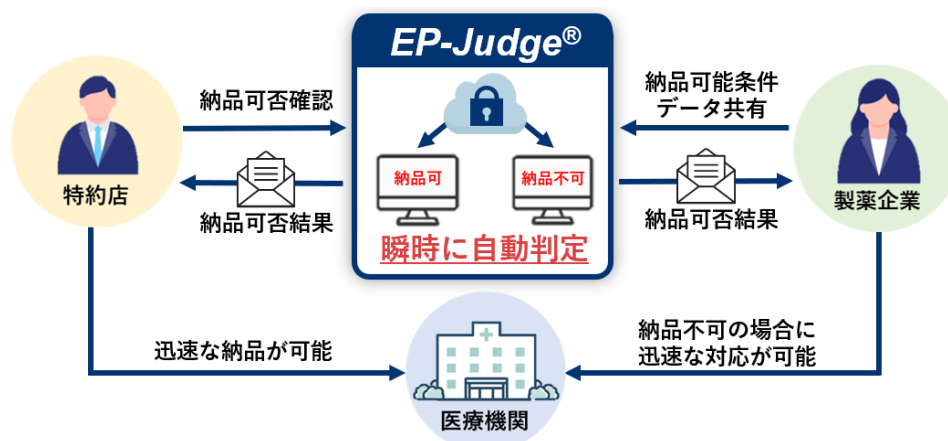 EP-Judge®
納品可否確認
納品可能条件
データ共有
納品可
納品不可
特約店
製薬企業
納品可否結果
納品可否結果
瞬時に自動判定
迅速な納品が可能
納品不可の場合に
迅速な対応が可能
医療機関